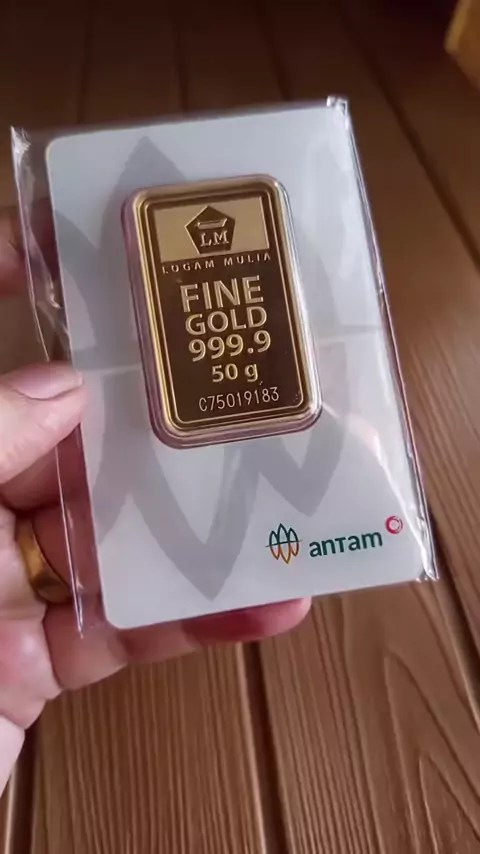 LM
LOGAM MULIA
FINE
GOLD
999.9
50 g
C75019183
antam